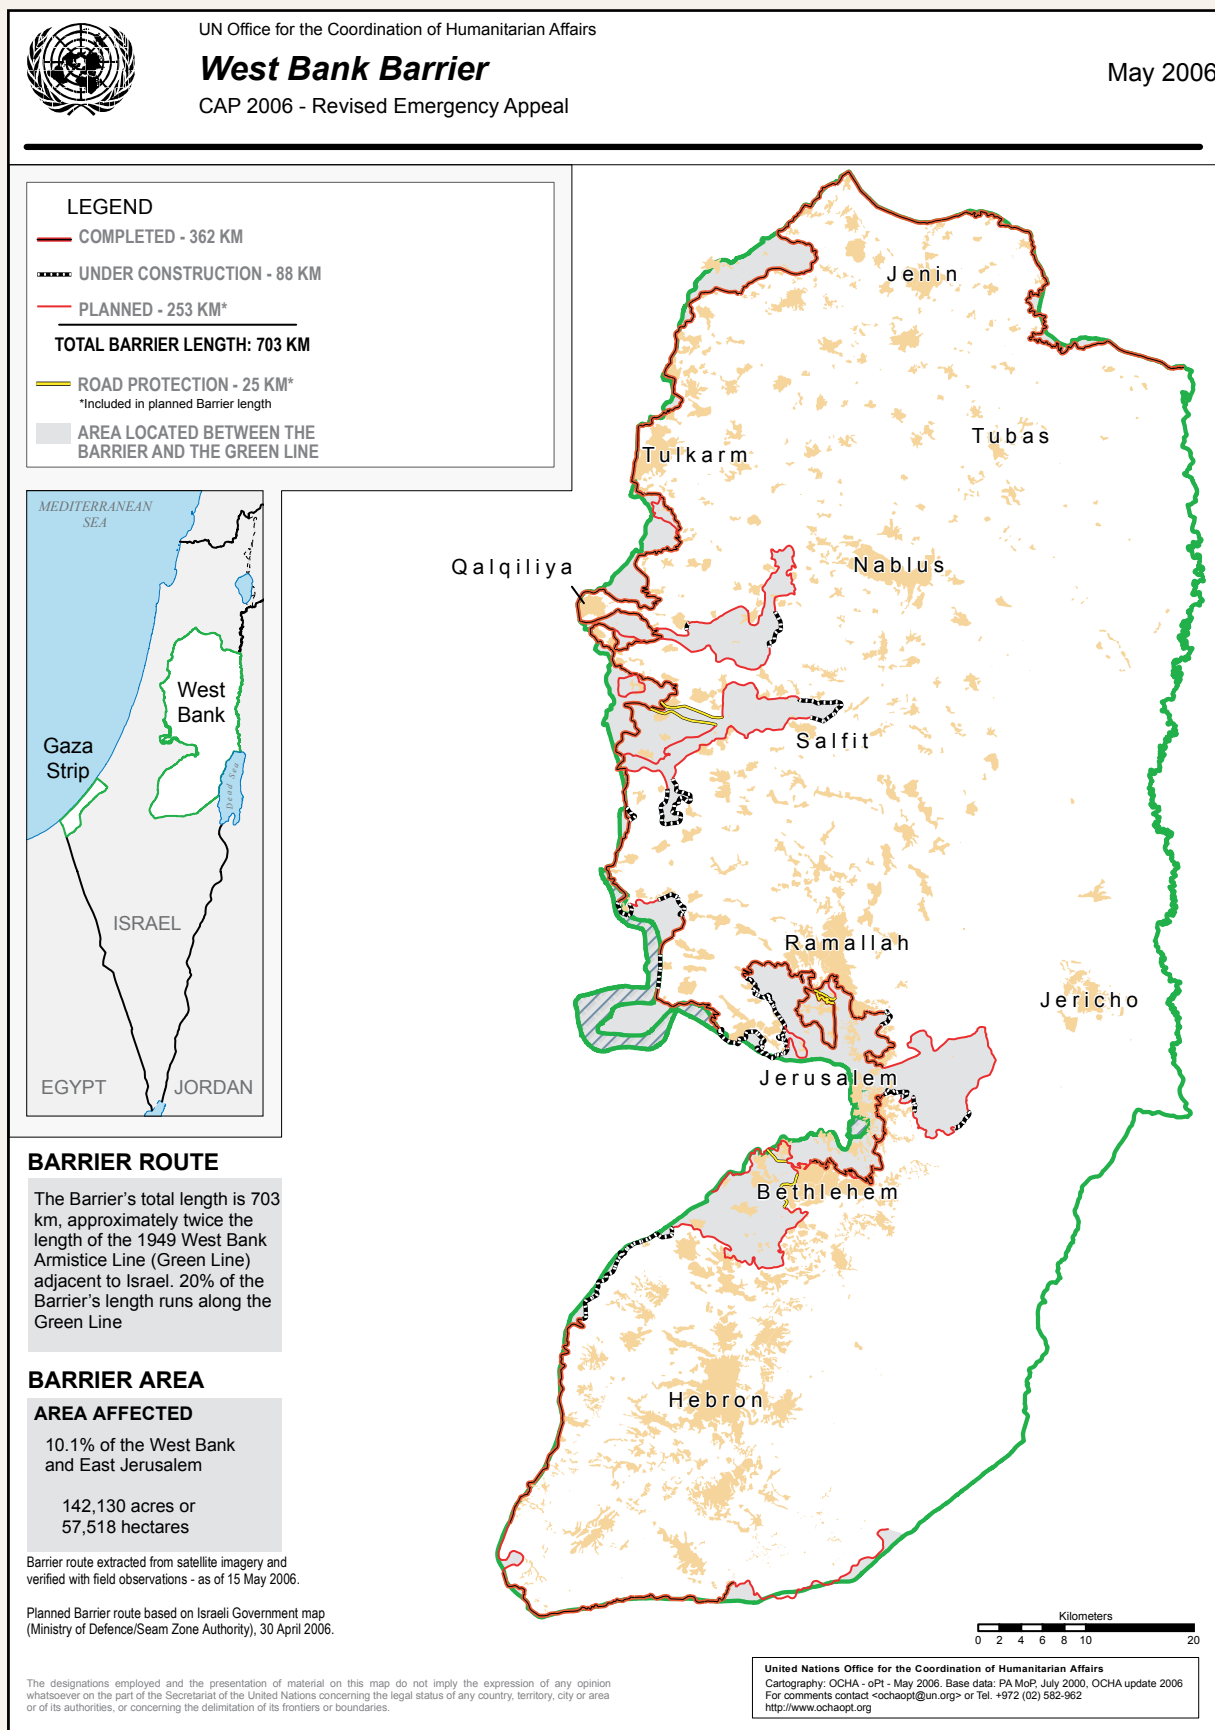 UN Office for the Coordination of Humanitarian Affairs
West Bank Barrier
May 2006
CAP 2006 - Revised Emergency Appeal
LEGEND
COMPLETED - 362 KM
UNDER CONSTRUCTION - 88 KM
PLANNED - 253 KM*
TOTAL BARRIER LENGTH: 703 KM
ROAD PROTECTION - 25 KM*
*Included in planned Barrier length
AREA LOCATED BETWEEN THE
BARRIER AND THE GREEN LINE
MEDITERRANEAN
SEA
West
Bank
Gaza
Strip
Dead Sea
ISRAEL
EGYPT
JORDAN
Jenin
Tubas
Tulkarm
Nablus
Qalqiliya
Salfit
Ramallah
Jericho
Jerusalem
Bethlehem
Hebron
BARRIER ROUTE
The Barrier's total length is 703
km, approximately twice the
length of the 1949 West Bank
Armistice Line (Green Line)
adjacent to Israel. 20% of the
Barrier's length runs along the
Green Line
BARRIER AREA
AREA AFFECTED
10.1% of the West Bank
and East Jerusalem
142,130 acres or
57,518 hectares
Barrier route extracted from satellite imagery and
verified with field observations - as of 15 May 2006.
Planned Barrier route based on Israeli Government map
(Ministry of Defence/Seam Zone Authority), 30 April 2006.
Kilometers
0 2 4 6 8 10 20
The designations employed and the presentation of material on this map do not imply the expression of any opinion
whatsoever on the part of the Secretariat of the United Nations concerning the legal status of any country, territory, city or area
or of its authorities, or concerning the delimitation of its frontiers or boundaries.
United Nations Office for the Coordination of Humanitarian Affairs
Cartography: OCHA - oPt - May 2006. Base data: PA MoP, July 2000, OCHA update 2006
For comments contact <ochaopt@un.org> or Tel. +972 (02) 582-962
http://www.ochaopt.org